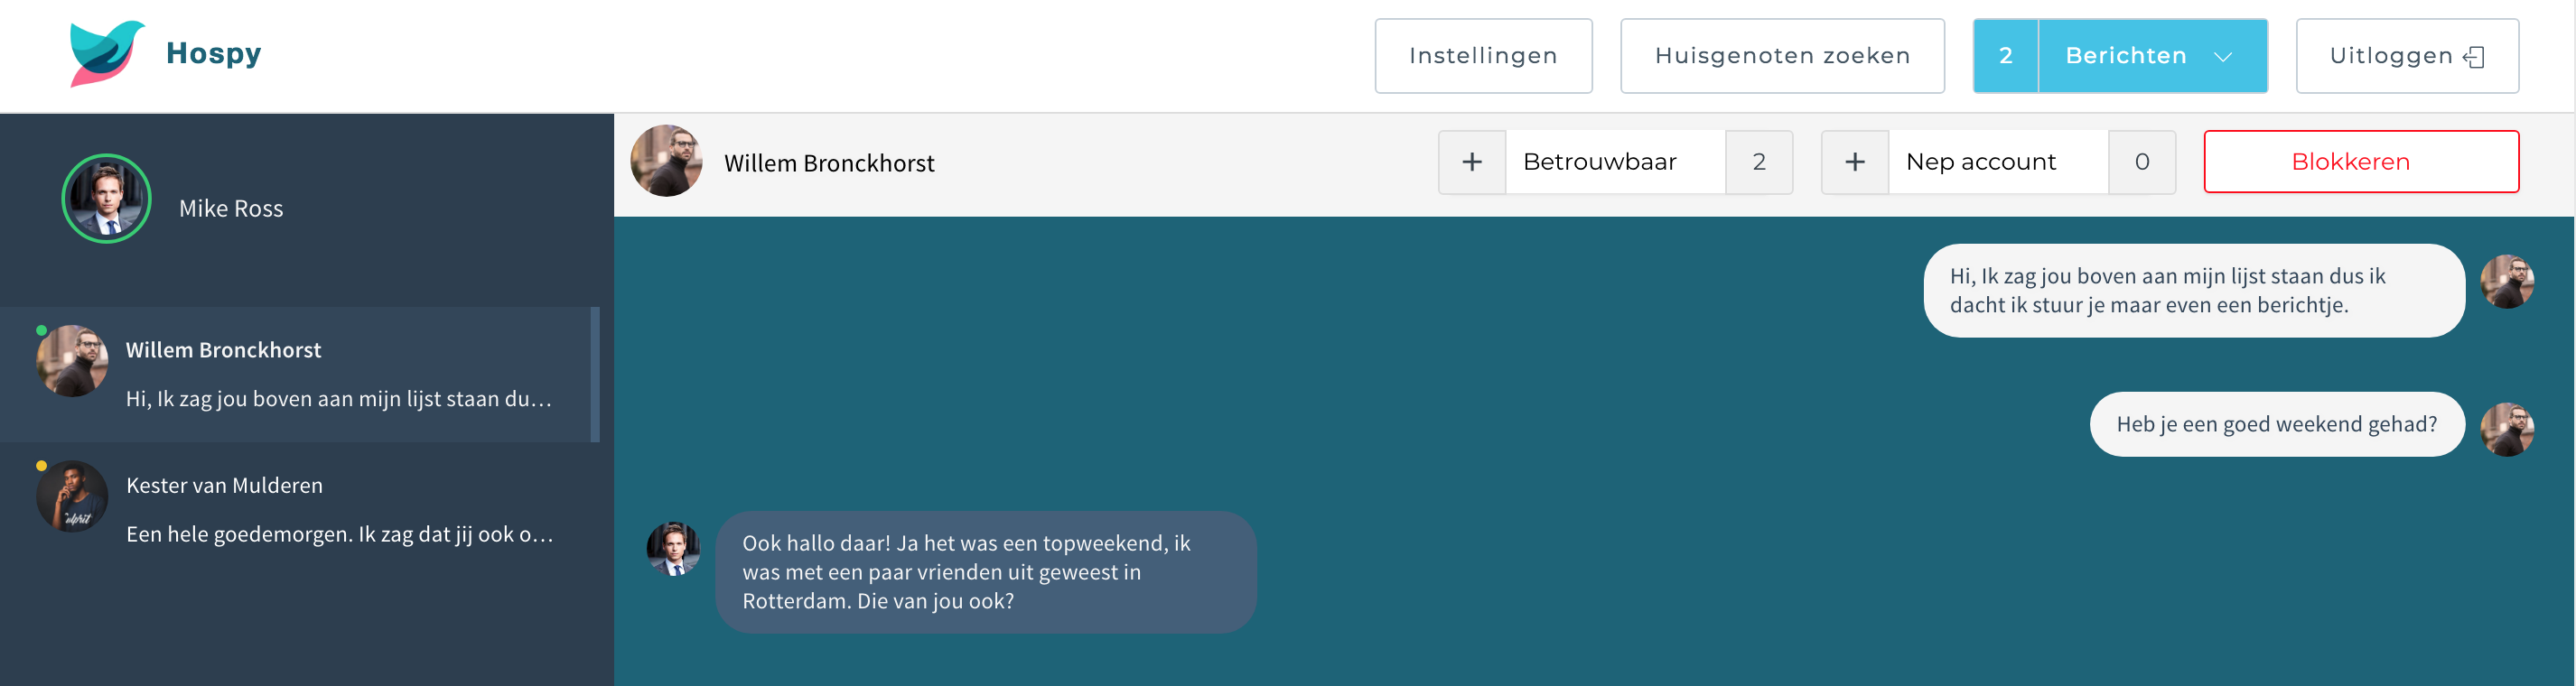 Hospy
Instellingen
Huisgenoten zoeken
2 Berichten
Uitloggen
Mike Ross
Willem Bronckhorst
Hi, Ik zag jou boven aan mijn lijst staan du...
Kester van Mulderen
Een hele goedemorgen. Ik zag dat jij ook o...
Willem Bronckhorst
+ Betrouwbaar 2
+ Nep account 0
Blokkeren
Hi, Ik zag jou boven aan mijn lijst staan dus ik
dacht ik stuur je maar even een berichtje.
Heb je een goed weekend gehad?
Ook hallo daar! Ja het was een topweekend, ik
was met een paar vrienden uit geweest in
Rotterdam. Die van jou ook?